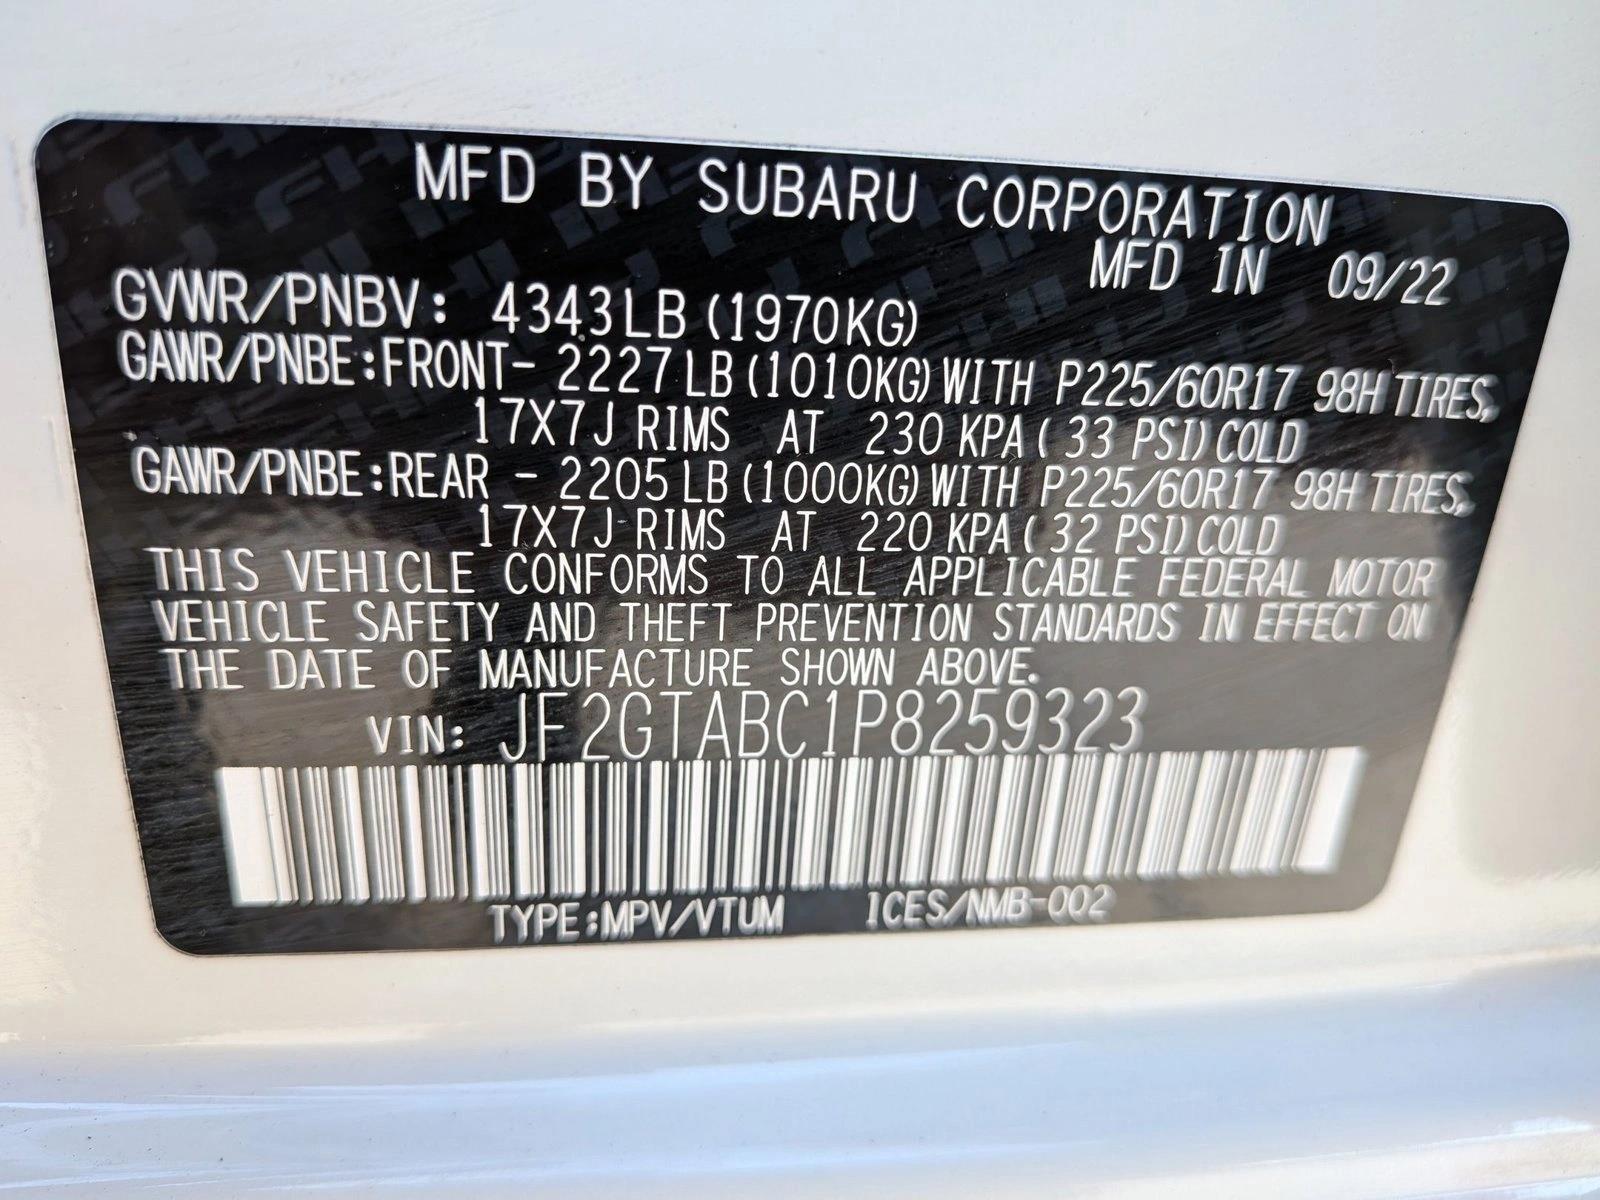 MFD BY SUBARU CORPORATION
MFD IN 09/22
GVWR/PNBV: 4343LB (1970KG)
GAWR/PNBE:FRONT- 2227LB (1010KG) WITH P225/60R17 98H TIRES,
17X7J RIMS AT 230 KPA ( 33 PSI) COLD
GAWR/PNBE:REAR - 2205LB (1000KG) WITH P225/60R17 98H TIRES,
17X7J RIMS AT 220 KPA ( 32 PSI) COLD
THIS VEHICLE CONFORMS TO ALL APPLICABLE FEDERAL MOTOR
VEHICLE SAFETY AND THEFT PREVENTION STANDARDS IN EFFECT ON
THE DATE OF MANUFACTURE SHOWN ABOVE.
VIN: JF2GTABC1P8259323
TYPE:MPV/VTUM ICES/NMB-002